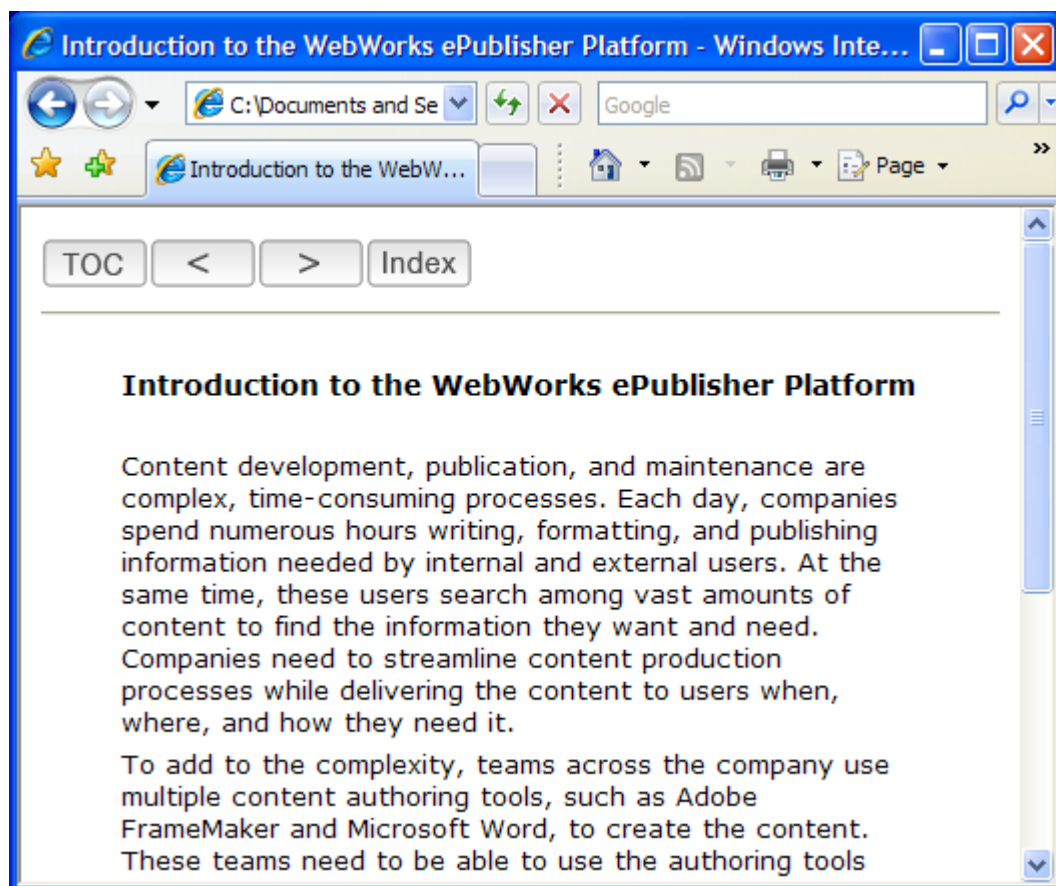 Introduction to the WebWorks ePublisher Platform - Windows Inte...
C:\Documents and Se
Google
Introduction to the WebW...
Page
»
TOC < > Index
Introduction to the WebWorks ePublisher Platform
Content development, publication, and maintenance are
complex, time-consuming processes. Each day, companies
spend numerous hours writing, formatting, and publishing
information needed by internal and external users. At the
same time, these users search among vast amounts of
content to find the information they want and need.
Companies need to streamline content production
processes while delivering the content to users when,
where, and how they need it.
To add to the complexity, teams across the company use
multiple content authoring tools, such as Adobe
FrameMaker and Microsoft Word, to create the content.
These teams need to be able to use the authoring tools